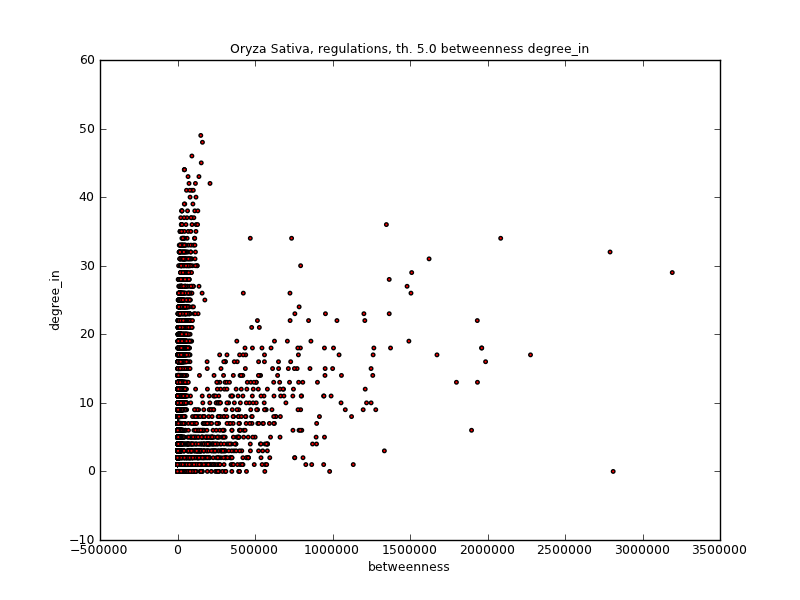 Oryza Sativa, regulations, th. 5.0 betweenness degree_in
60
50
40
30
20
10
0
−10
degree_in
−500000 0 500000 1000000 1500000 2000000 2500000 3000000 3500000
betweenness